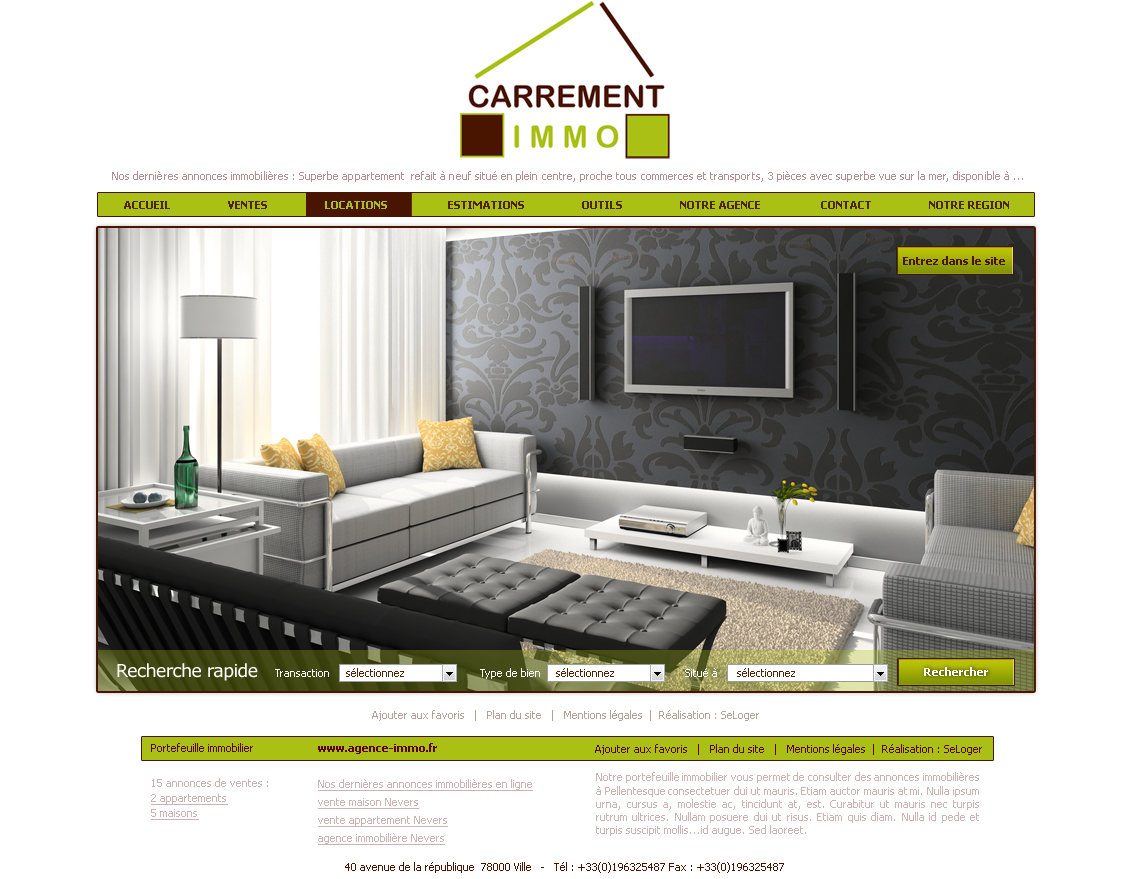 CARREMENT
IMMO
Nos dernières annonces immobilières : Superbe appartement refait à neuf situé en plein centre, proche tous commerces et transports, 3 pièces avec superbe vue sur la mer, disponible à ...
ACCUEIL VENTES LOCATIONS ESTIMATIONS OUTILS NOTRE AGENCE CONTACT NOTRE REGION
Entrez dans le site
Recherche rapide Transaction sélectionnez Type de bien sélectionnez Situé à sélectionnez Rechercher
Ajouter aux favoris | Plan du site | Mentions légales | Réalisation : SeLoger
Portefeuille immobilier www.agence-immo.fr Ajouter aux favoris | Plan du site | Mentions légales | Réalisation : SeLoger
15 annonces de ventes :
2 appartements
5 maisons
Nos dernières annonces immobilières en ligne
vente maison Nevers
vente appartement Nevers
agence immobilière Nevers
Notre portefeuille immobilier vous permet de consulter des annonces immobilières
à Pellentesque consectetuer dui ut mauris. Etiam auctor mauris at mi. Nulla ipsum
urna, cursus a, molestie ac, tincidunt at, est. Curabitur ut mauris nec turpis
rutrum ultrices. Nullam posuere dui ut risus. Etiam quis diam. Nulla id pede et
turpis suscipit mollis...id augue. Sed laoreet.
40 avenue de la république 78000 Ville - Tél : +33(0)196325487 Fax : +33(0)196325487